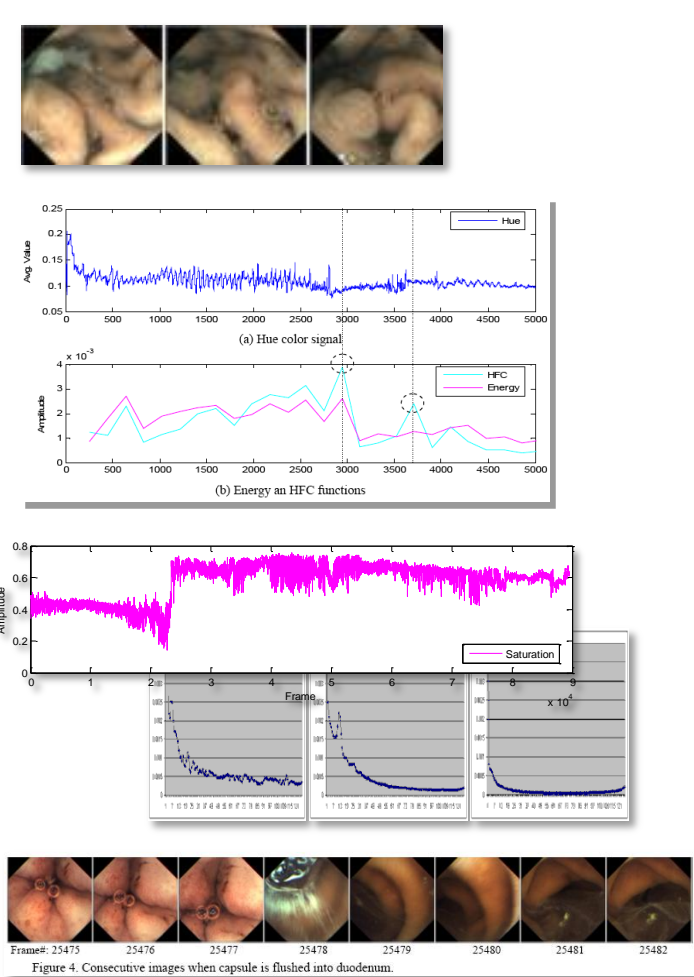 0.25
0.2
0.15
0.1
0.05
Avg. Value
Hue
0 500 1000 1500 2000 2500 3000 3500 4000 4500 5000
(a) Hue color signal
x 10-3
4
3
2
1
0
Amplitude
HFC
Energy
0 500 1000 1500 2000 2500 3000 3500 4000 4500 5000
(b) Energy an HFC functions
0.8
0.6
0.4
0.2
0
Amplitude
Saturation
0 1 2 3 4 5 6 7 8 9
Frame
x 104
Frame#: 25475 25476 25477 25478 25479 25480 25481 25482
Figure 4. Consecutive images when capsule is flushed into duodenum.